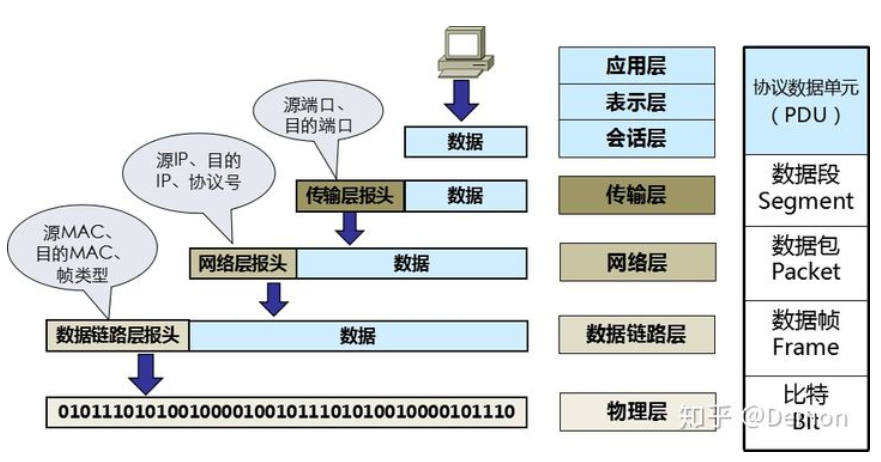 应用层
表示层
会话层
协议数据单元
（PDU）
源端口、
目的端口
数据
源IP、目的
IP、协议号
传输层报头
数据
传输层
数据段
Segment
源MAC、
目的MAC、
帧类型
网络层报头
数据
网络层
数据包
Packet
数据链路层报头
数据
数据链路层
数据帧
Frame
010111010100100001001011101010010000101110
物理层
比特
Bit
知乎 @Demon